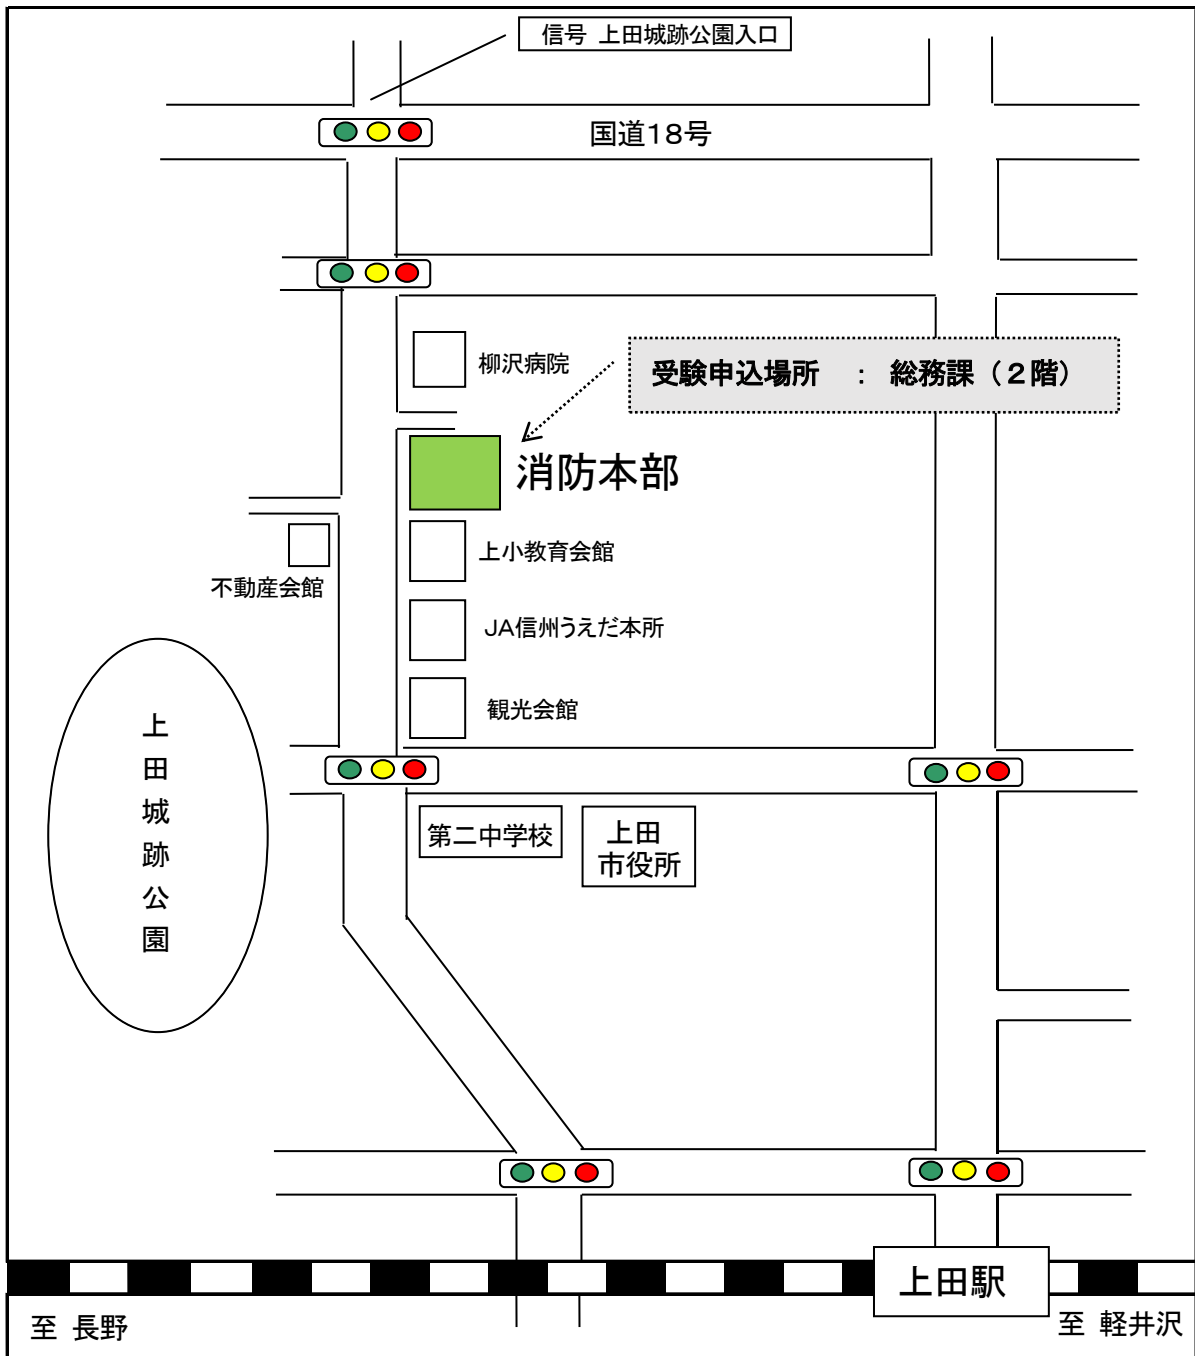 信号 上田城跡公園入口
国道18号
柳沢病院
受験申込場所 : 総務課(2階)
消防本部
上小教育会館
不動産会館
JA信州うえだ本所
観光会館
上田城跡公園
第二中学校
上田
市役所
上田駅
至 長野
至 軽井沢